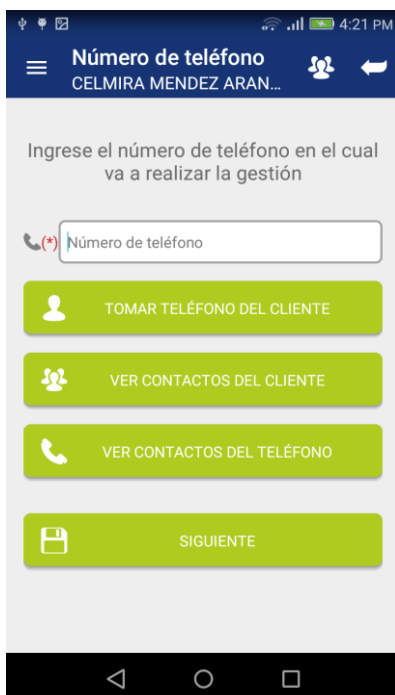 4:21 PM
Número de teléfono
CELMIRA MENDEZ ARAN...
Ingrese el número de teléfono en el cual
va a realizar la gestión
(*) Número de teléfono
TOMAR TELÉFONO DEL CLIENTE
VER CONTACTOS DEL CLIENTE
VER CONTACTOS DEL TELÉFONO
SIGUIENTE